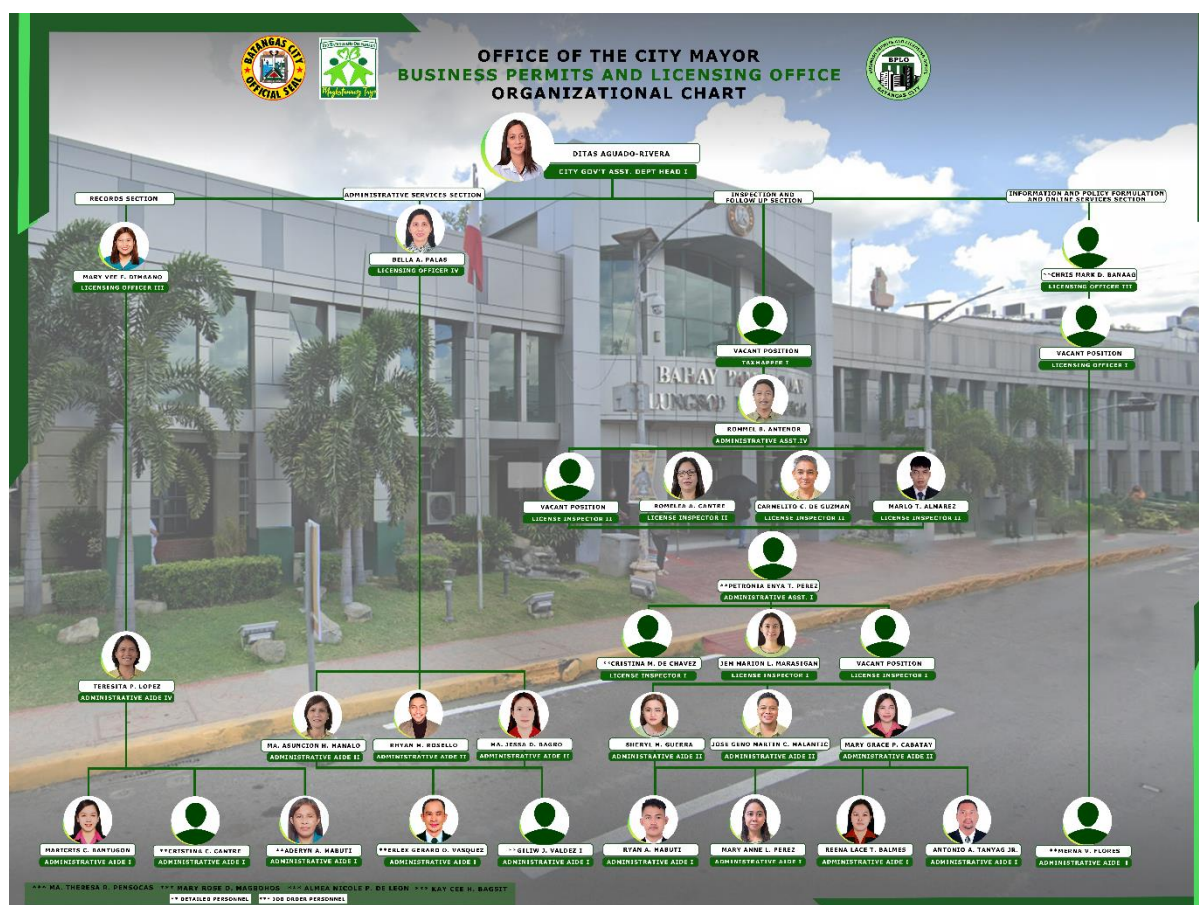 OFFICE OF THE CITY MAYOR
BUSINESS PERMITS AND LICENSING OFFICE
ORGANIZATIONAL CHART
BATANGAS CITY
OFFICIAL SEAL
BPLO
BATANGAS CITY
DITAS AGUADO-RIVERA
CITY GOV'T ASST. DEPT HEAD I
RECORDS SECTION
ADMINISTRATIVE SERVICES SECTION
INSPECTION AND
FOLLOW UP SECTION
INFORMATION AND POLICY FORMULATION
AND ONLINE SERVICES SECTION
MARY VEE F. DIMAANO
LICENSING OFFICER III
BELLA A. PALAS
LICENSING OFFICER IV
**CHRIS MARK D. BANAAG
LICENSING OFFICER III
VACANT POSITION
TAXMAPPER I
VACANT POSITION
LICENSING OFFICER I
ROMMEL B. ANTENOR
ADMINISTRATIVE ASST.IV
VACANT POSITION
LICENSE INSPECTOR II
ROMELEA A. CANTRE
LICENSE INSPECTOR II
CARMELITO C. DE GUZMAN
LICENSE INSPECTOR II
MARLO T. ALMAREZ
LICENSE INSPECTOR II
**PETRONIA ENYA T. PEREZ
ADMINISTRATIVE ASST. I
**CRISTINA M. DE CHAVEZ
LICENSE INSPECTOR I
JEM MARION L. MARASIGAN
LICENSE INSPECTOR I
VACANT POSITION
LICENSE INSPECTOR I
TERESITA P. LOPEZ
ADMINISTRATIVE AIDE IV
MA. ASUNCION H. MANALO
ADMINISTRATIVE AIDE II
RHYAN M. ROSELLO
ADMINISTRATIVE AIDE II
MA. JESSA D. BAGRO
ADMINISTRATIVE AIDE II
SHERYL H. GUERRA
ADMINISTRATIVE AIDE II
JOSE GENO MARTEN C. MALANTIC
ADMINISTRATIVE AIDE II
MARY GRACE P. CABATAY
ADMINISTRATIVE AIDE II
MARICRIS C. BANTUGON
ADMINISTRATIVE AIDE I
**CRISTINA C. CANTRE
ADMINISTRATIVE AIDE I
**ADERYN A. MABUTI
ADMINISTRATIVE AIDE I
**ERLEX GERARD O. VASQUEZ
ADMINISTRATIVE AIDE I
**GILIW J. VALDEZ I
ADMINISTRATIVE AIDE I
RYAN A. MABUTI
ADMINISTRATIVE AIDE I
MARY ANNE L. PEREZ
ADMINISTRATIVE AIDE I
REENA LACE T. BALMES
ADMINISTRATIVE AIDE I
ANTONIO A. TANYAG JR.
ADMINISTRATIVE AIDE I
**MERNA V. FLORES
ADMINISTRATIVE AIDE
*** MA. THERESA R. PENSOCAS *** MARY ROSE D. MAGBOHOS *** ALMEA NICOLE P. DE LEON *** KAY CEE H. BAGSIT
** DETAILED PERSONNEL *** JOB ORDER PERSONNEL